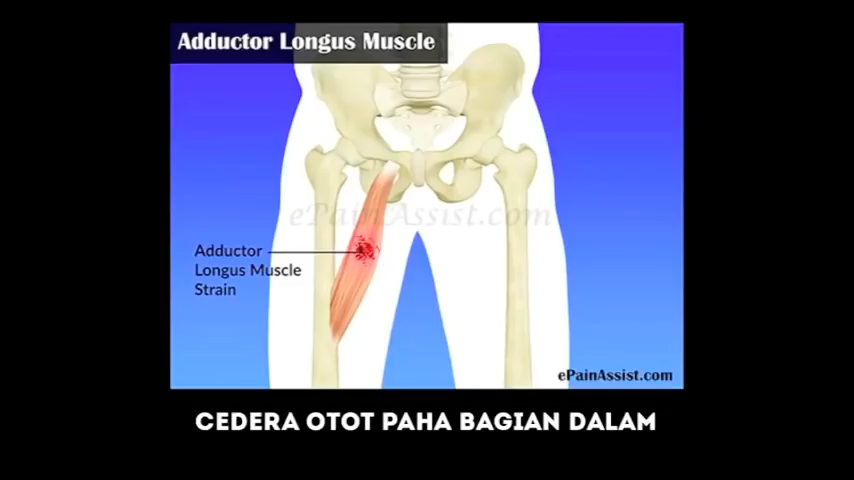 Adductor Longus Muscle
ePainAssist.com
Adductor
Longus Muscle
Strain
ePainAssist.com
CEDERA OTOT PAHA BAGIAN DALAM